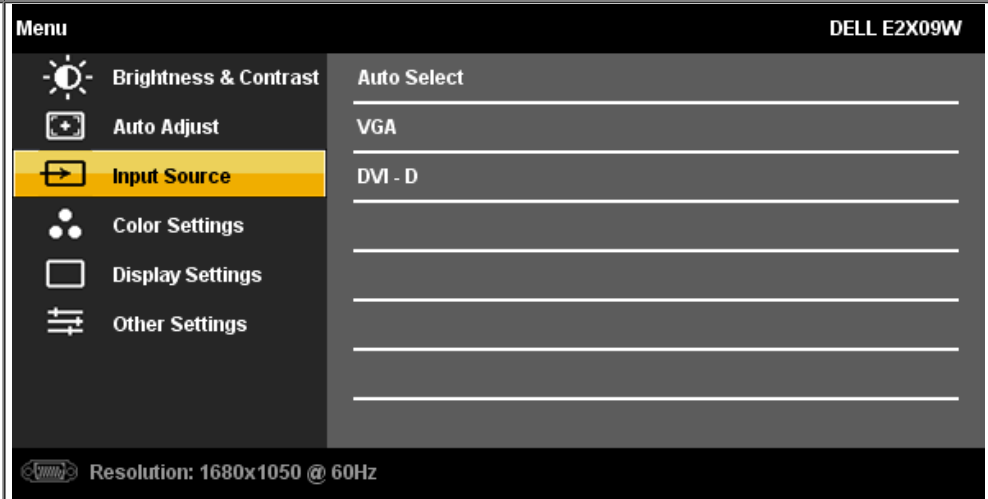 Menu DELL E2X09W
Brightness & Contrast Auto Select
Auto Adjust VGA
Input Source DVI - D
Color Settings
Display Settings
Other Settings
Resolution: 1680x1050 @ 60Hz